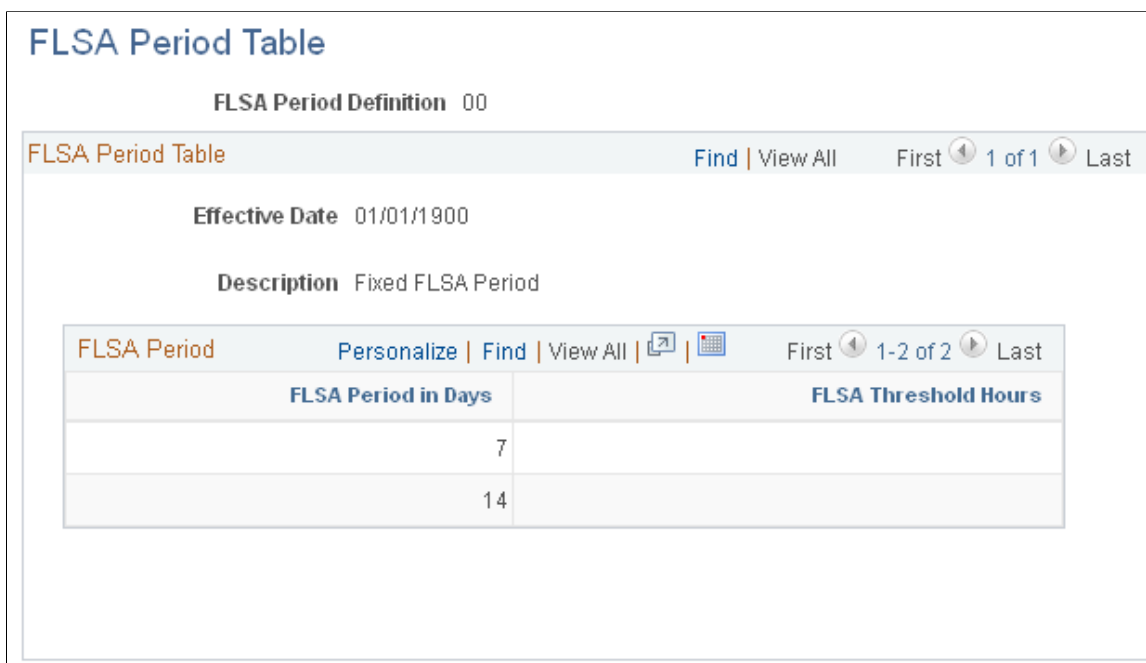 FLSA Period Table
FLSA Period Definition 00
FLSA Period Table Find | View All First 1 of 1 Last
Effective Date 01/01/1900
Description Fixed FLSA Period
FLSA Period Personalize | Find | View All | | First 1-2 of 2 Last
FLSA Period in Days FLSA Threshold Hours
7
14